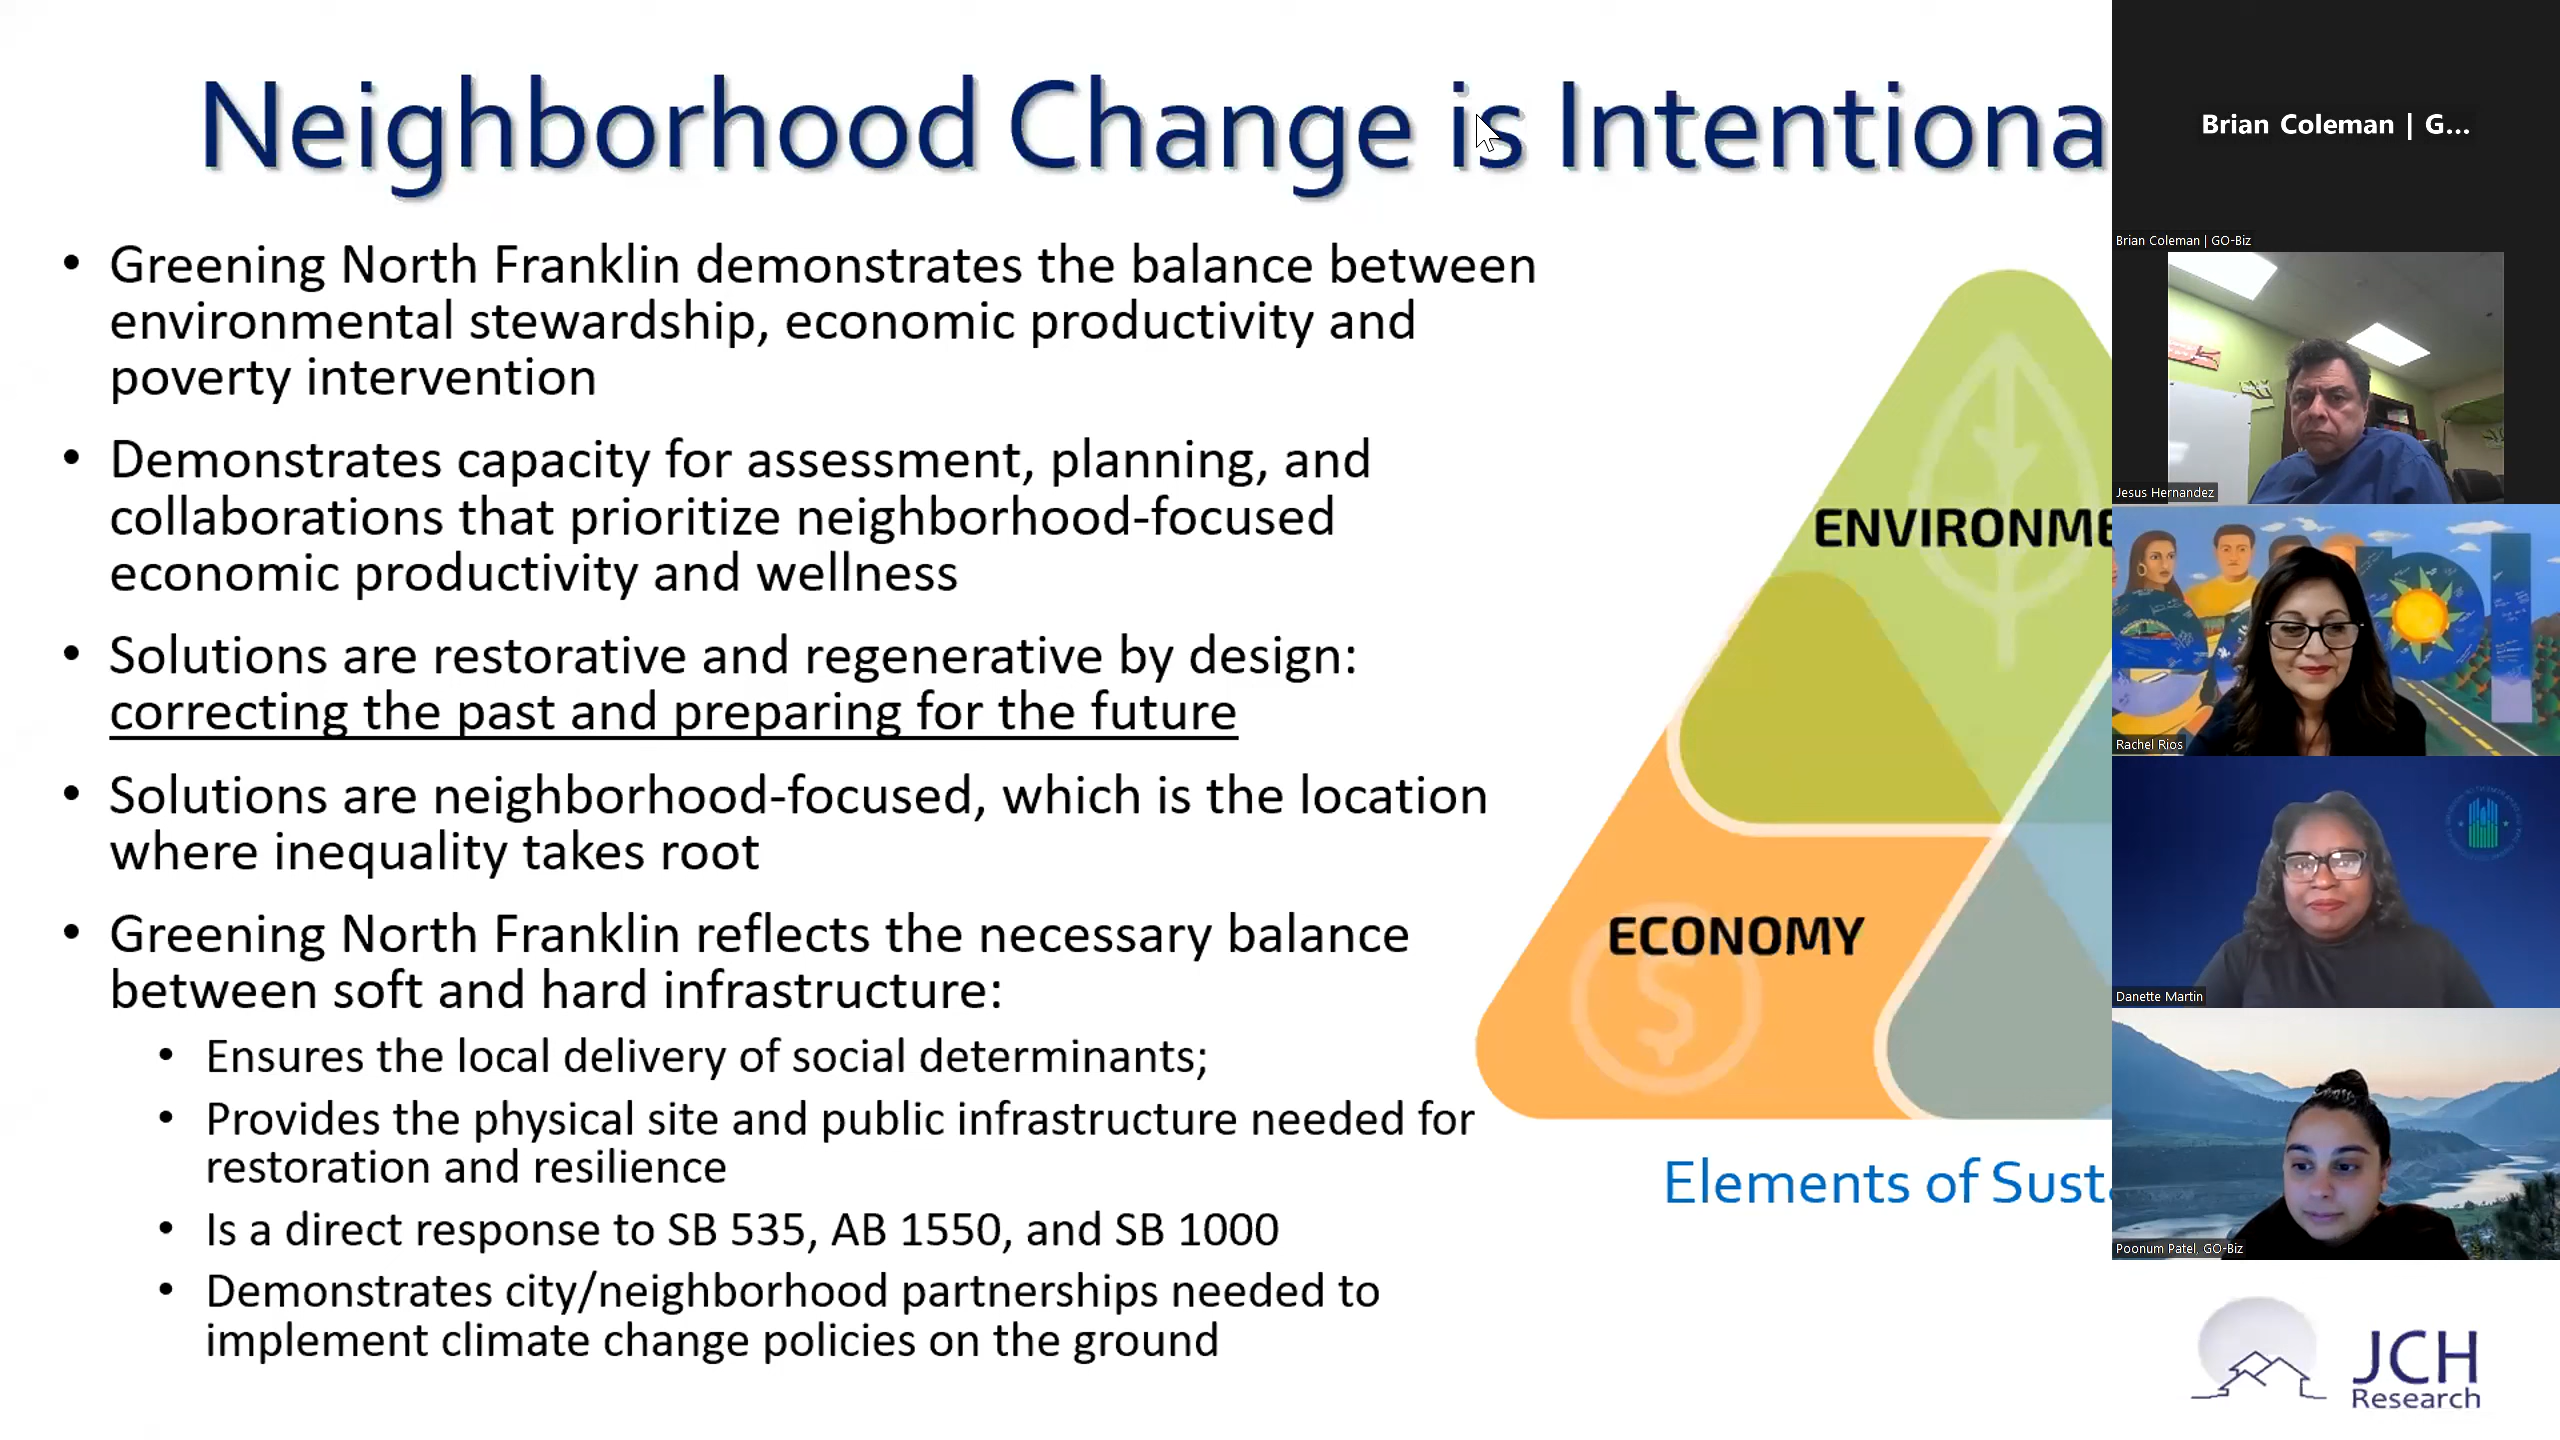 Neighborhood Change is Intentiona
• Greening North Franklin demonstrates the balance between
environmental stewardship, economic productivity and
poverty intervention
• Demonstrates capacity for assessment, planning, and
collaborations that prioritize neighborhood-focused
economic productivity and wellness
• Solutions are restorative and regenerative by design:
correcting the past and preparing for the future
• Solutions are neighborhood-focused, which is the location
where inequality takes root
• Greening North Franklin reflects the necessary balance
between soft and hard infrastructure:
• Ensures the local delivery of social determinants;
• Provides the physical site and public infrastructure needed for
restoration and resilience
• Is a direct response to SB 535, AB 1550, and SB 1000
• Demonstrates city/neighborhood partnerships needed to
implement climate change policies on the ground
ENVIRONME
ECONOMY
$
Elements of Susta
Brian Coleman | G...
Brian Coleman | GO-Biz
Jesus Hernandez
Rachel Rios
Danette Martin
Poonum Patel, GO-Biz
JCH
Research